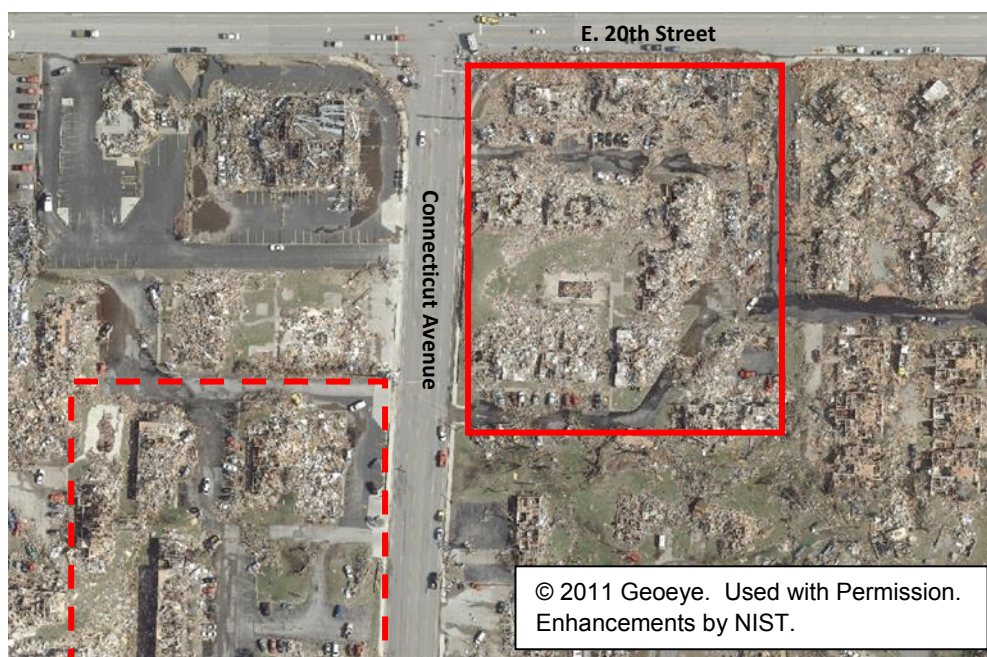 E. 20th Street
Connecticut Avenue
© 2011 Geoeye.  Used with Permission.
Enhancements by NIST.